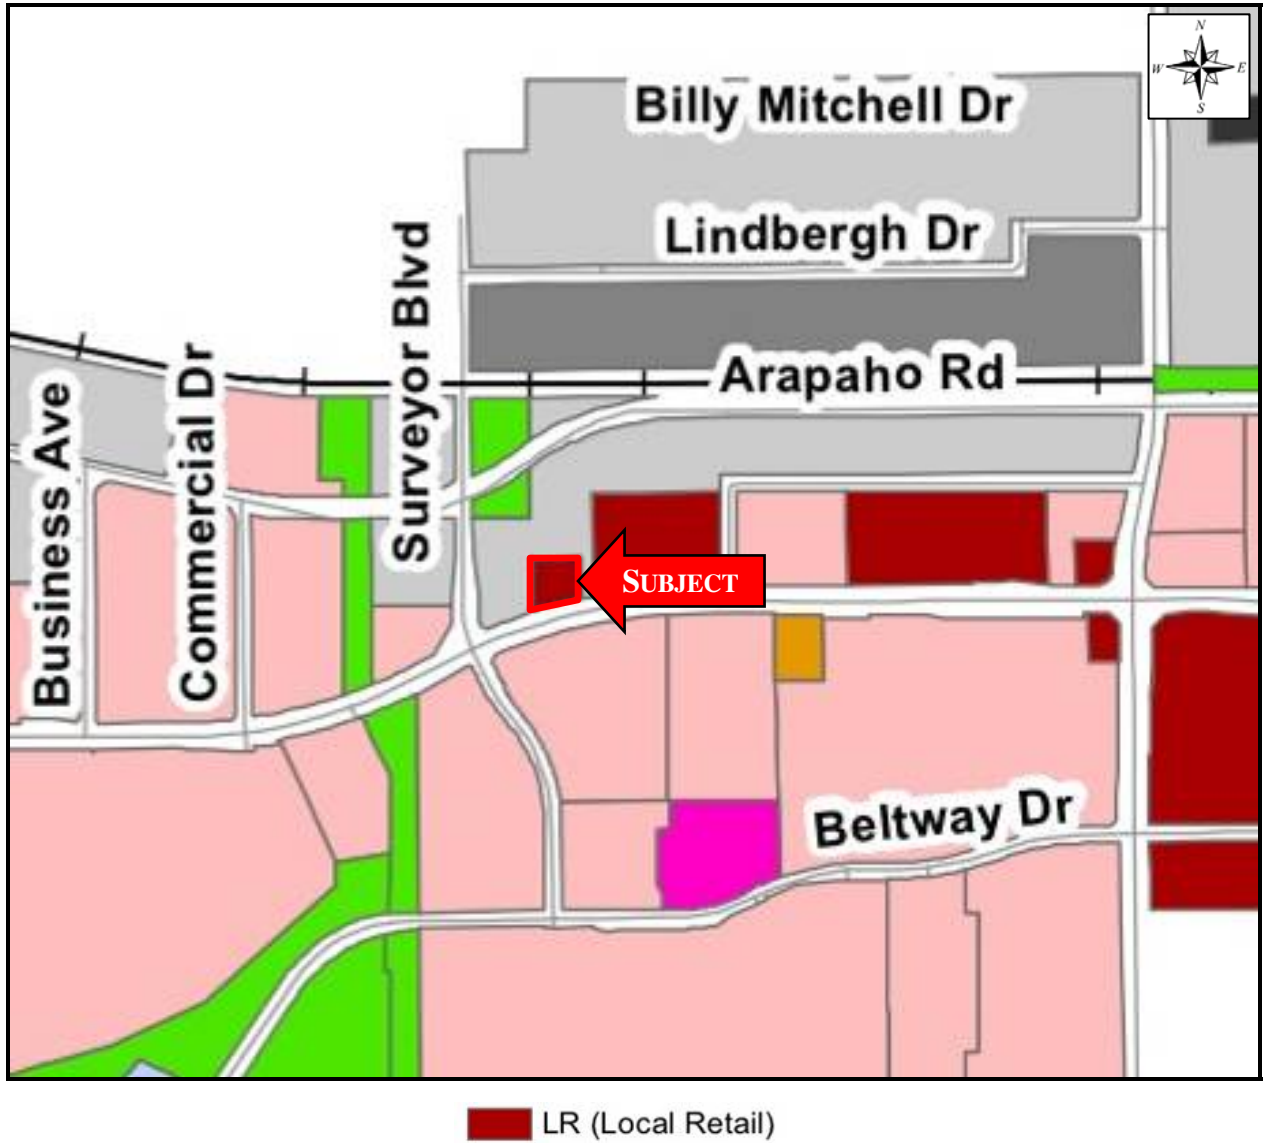 N
W E
S
Billy Mitchell Dr
Lindbergh Dr
Surveyor Blvd
Arapaho Rd
Commercial Dr
Business Ave
SUBJECT
Beltway Dr
LR (Local Retail)